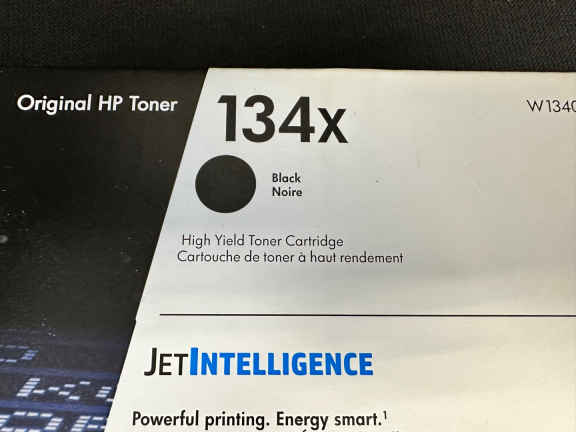 Original HP Toner
134x
W1340
Black
Noire
High Yield Toner Cartridge
Cartouche de toner à haut rendement
JETINTELLIGENCE
Powerful printing. Energy smart.¹